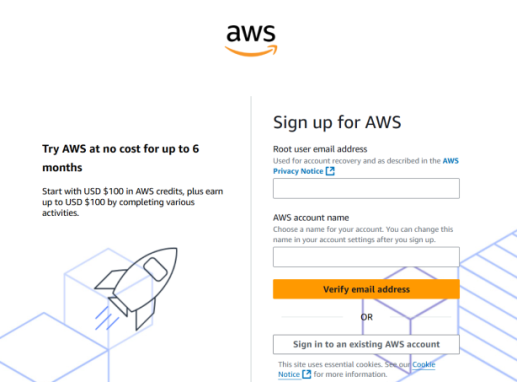 aws
Try AWS at no cost for up to 6
months
Start with USD $100 in AWS credits, plus earn
up to USD $100 by completing various
activities.
Sign up for AWS
Root user email address
Used for account recovery and as described in the AWS
Privacy Notice
AWS account name
Choose a name for your account. You can change this
name in your account settings after you sign up.
Verify email address
OR
Sign in to an existing AWS account
This site uses essential cookies. See our Cookie
Notice for more information.